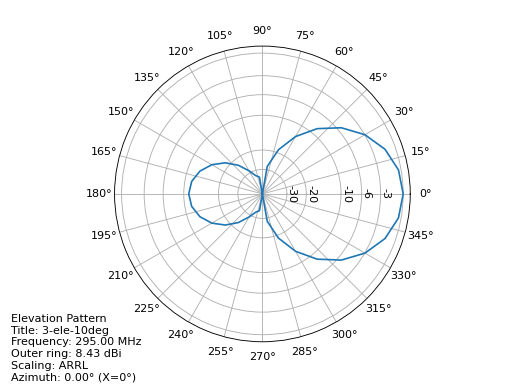 90°
105° 75°
120° 60°
135° 45°
150° 30°
165° 15°
180° -30 -20 -10 -6 -3 0°
195° 345°
210° 330°
225° 315°
240° 300°
255° 285°
270°
Elevation Pattern
Title: 3-ele-10deg
Frequency: 295.00 MHz
Outer ring: 8.43 dBi
Scaling: ARRL
Azimuth: 0.00° (X=0°)